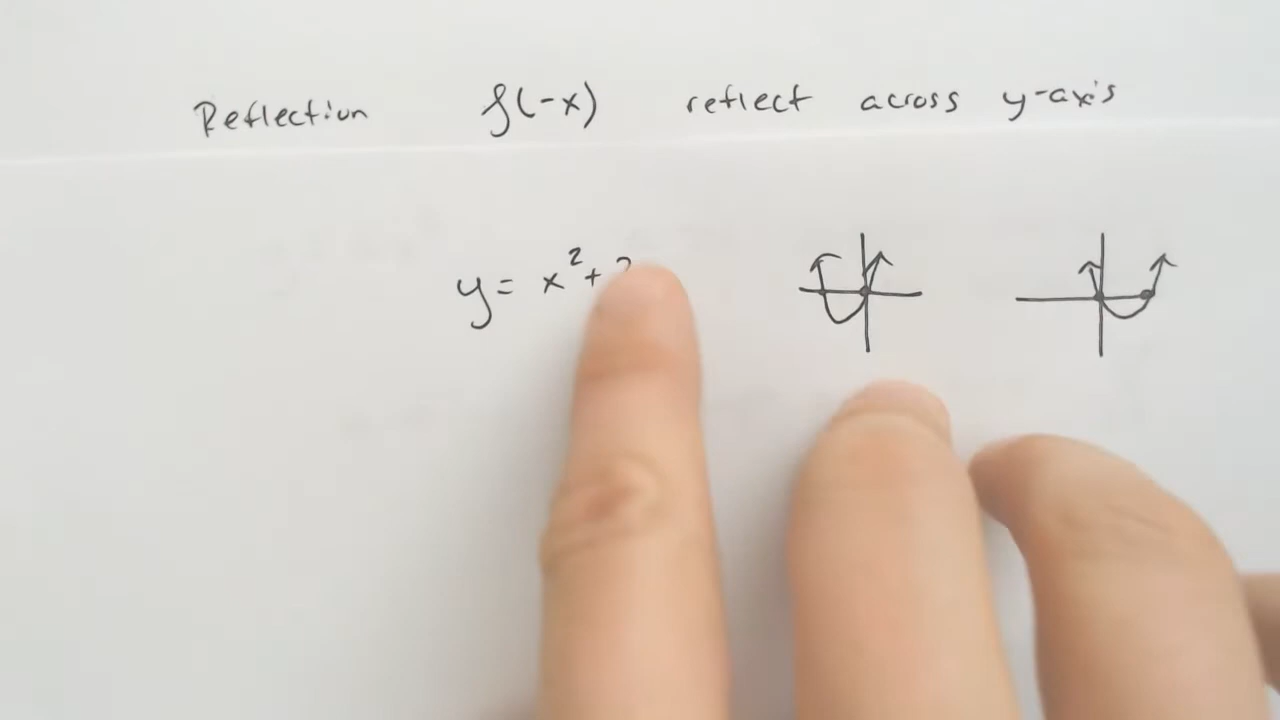 Reflection f(-x) reflect across y-axis
y= x²+